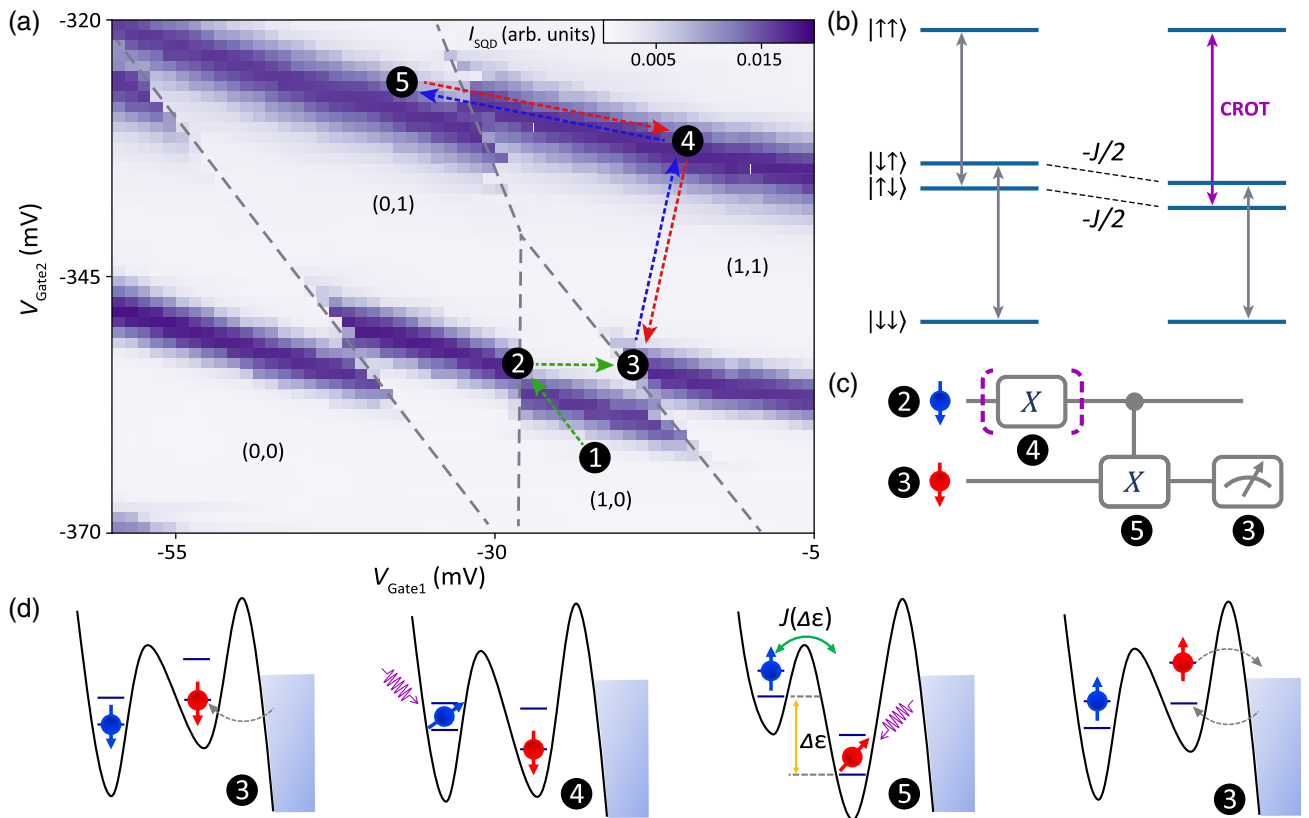 (a)
-320
-345
-370
V_Gate2 (mV)
I_SQD (arb. units)
0.005
0.015
5
4
(0,1)
(1,1)
2
3
1
(0,0)
(1,0)
-55
-30
-5
V_Gate1 (mV)
(b)
|↑↑⟩
CROT
|↓↑⟩
|↑↓⟩
-J/2
-J/2
|↓↓⟩
(c)
2
X
4
3
X
5
3
(d)
3
4
J(Δε)
Δε
5
3